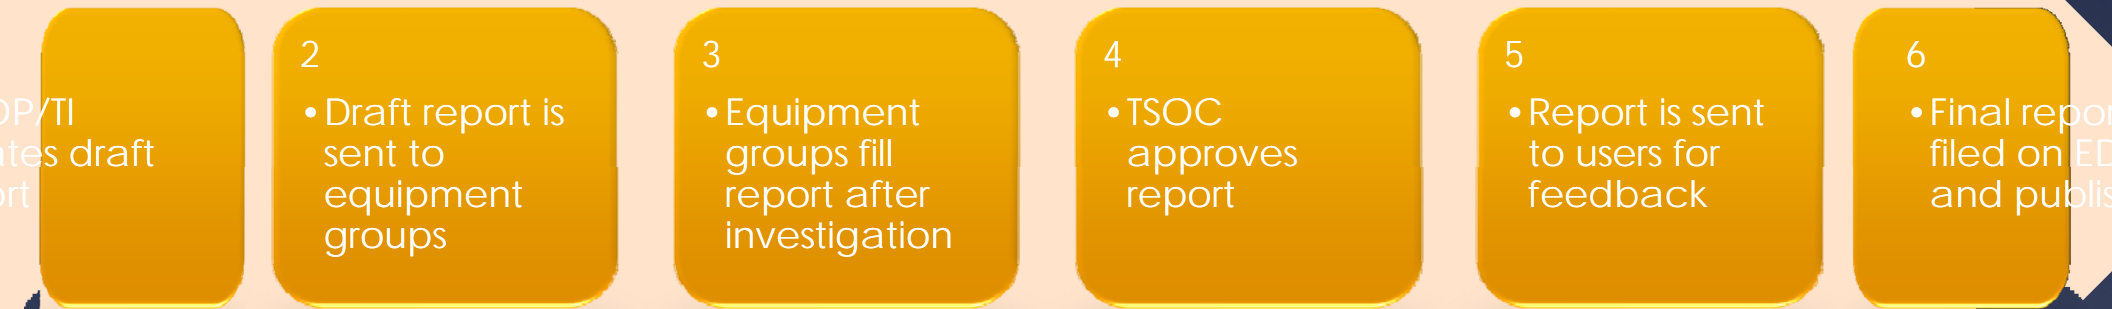 draft
2
• Draft report is
sent to
equipment
groups
3
• Equipment
groups fill
report after
investigation
4
• TSOC
approves
report
5
• Report is sent
to users for
feedback
6
• Final
filed on
and